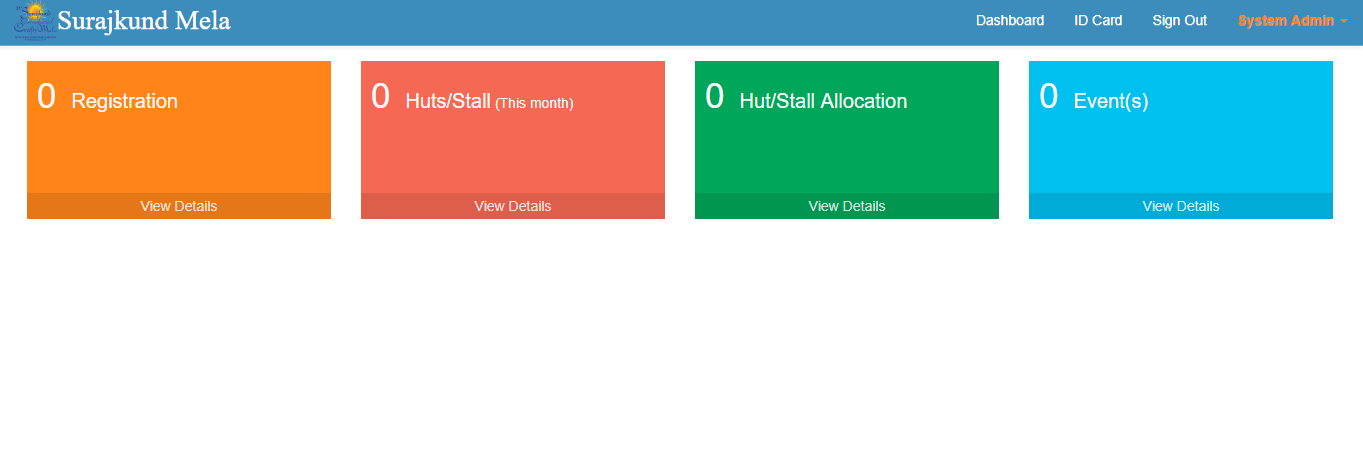 Surajkund Mela
Dashboard ID Card Sign Out System Admin
0 Registration
View Details
0 Huts/Stall (This month)
View Details
0 Hut/Stall Allocation
View Details
0 Event(s)
View Details